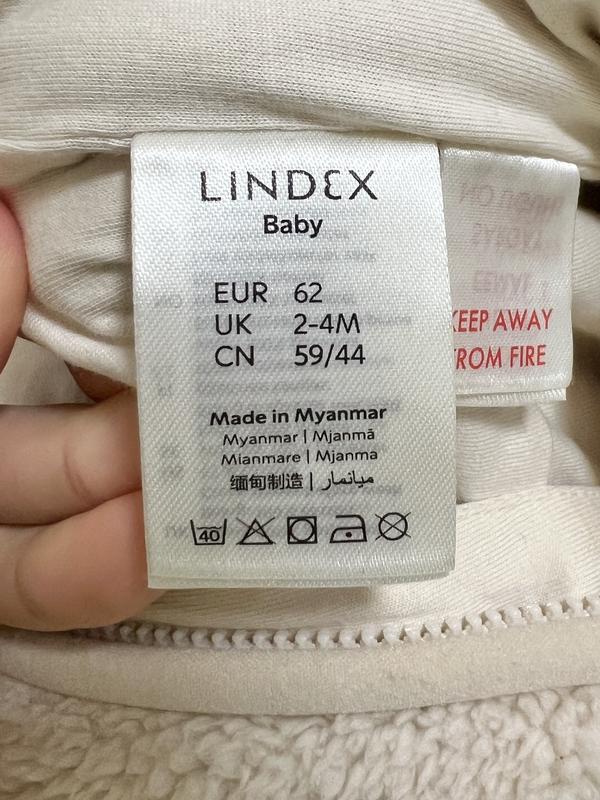 LINDEX
Baby
EUR 62
UK 2-4M
CN 59/44
Made in Myanmar
Myanmar | Mjanmā
Mianmare | Mjanma
缅甸制造 | ميانمار
40
KEEP AWAY
FROM FIRE